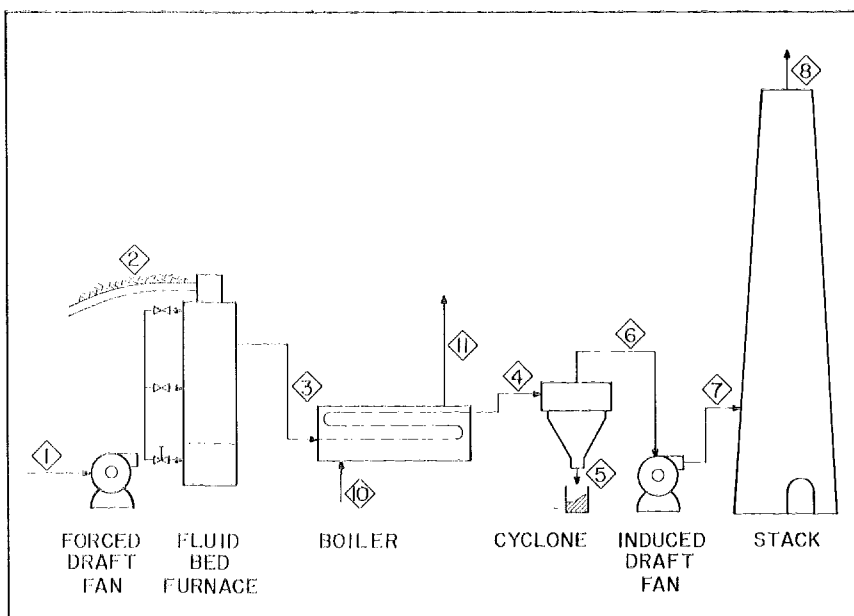 8
2
6
11
3
4
7
1
5
10
FORCED
DRAFT
FAN
FLUID
BED
FURNACE
BOILER
CYCLONE
INDUCED
DRAFT
FAN
STACK